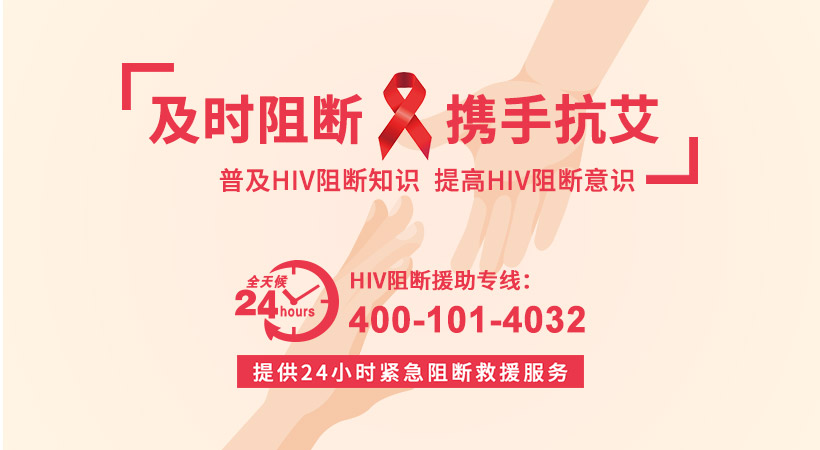 及时阻断 携手抗艾
普及HIV阻断知识 提高HIV阻断意识
全天候
24hours
HIV阻断援助专线：
400-101-4032
提供24小时紧急阻断救援服务